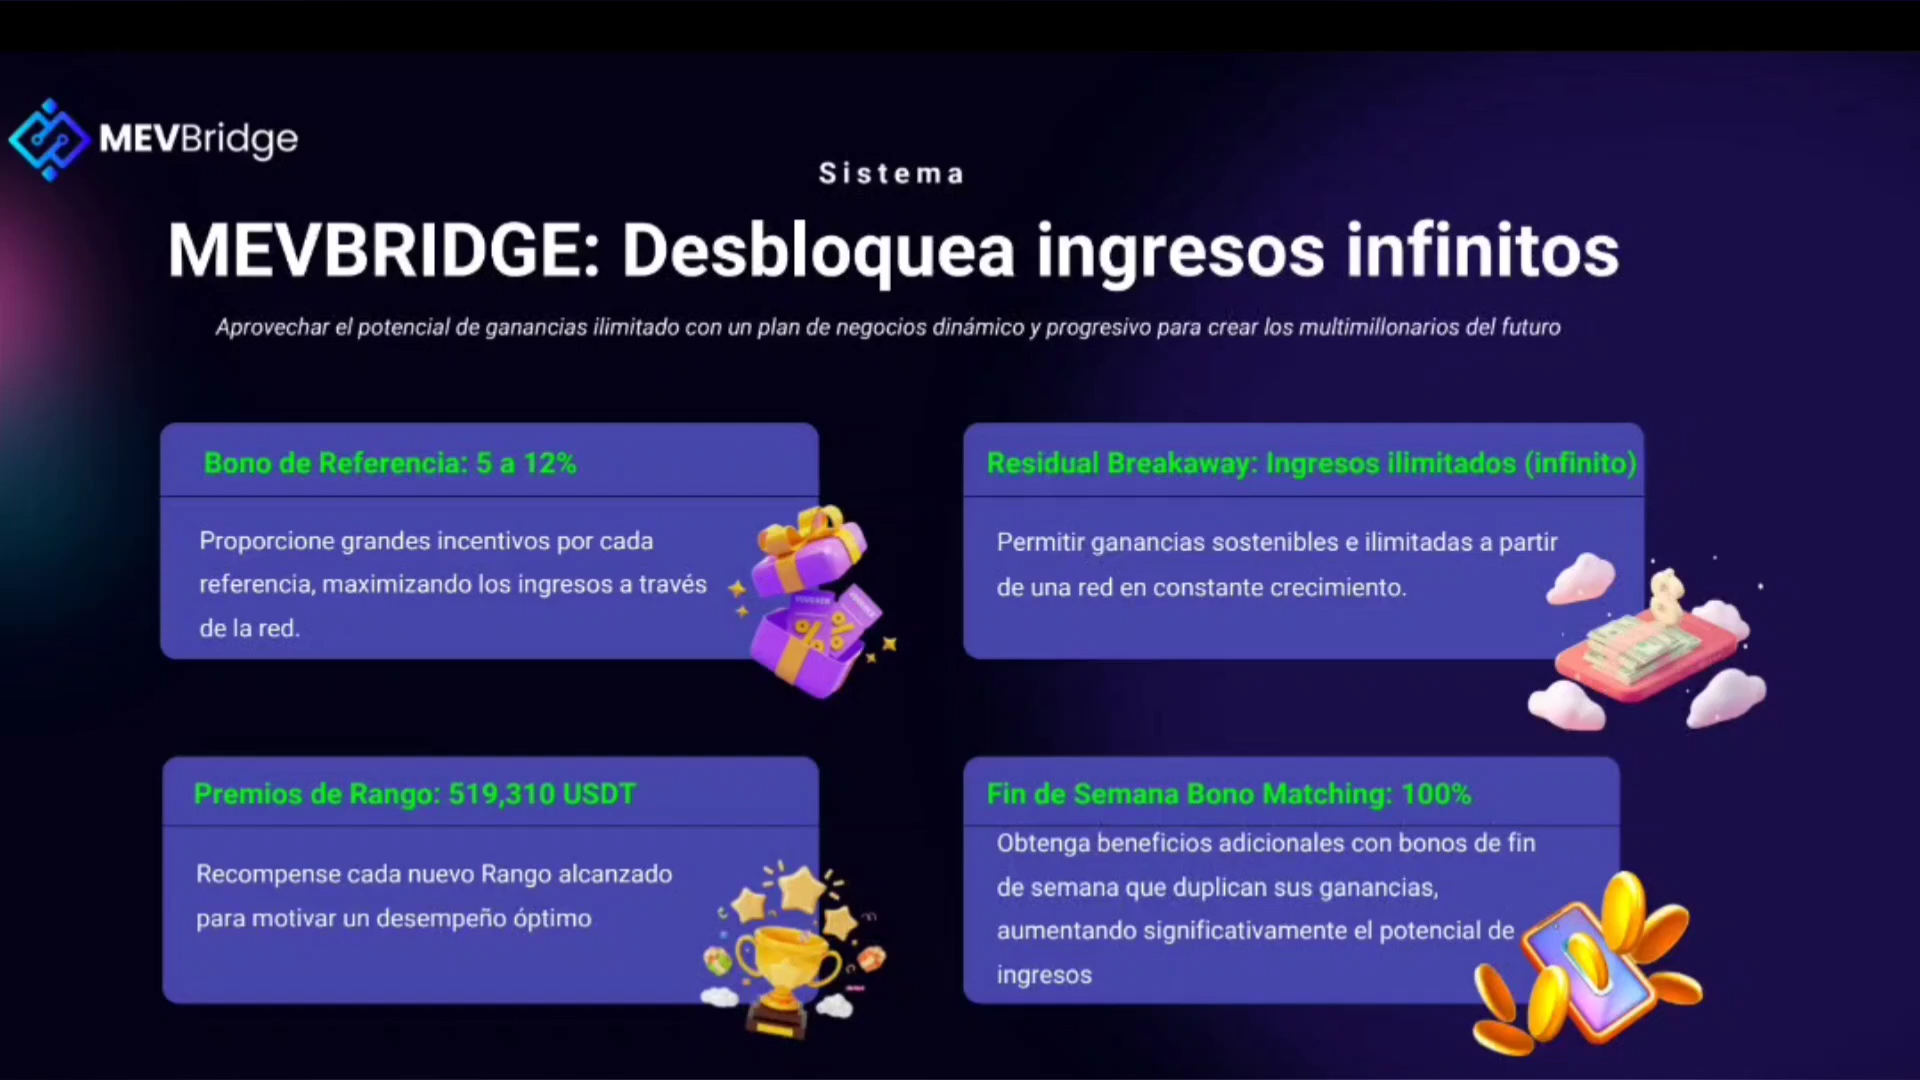 MEVBridge
Sistema
MEVBRIDGE: Desbloquea ingresos infinitos
Aprovechar el potencial de ganancias ilimitado con un plan de negocios dinámico y progresivo para crear los multimillonarios del futuro
Bono de Referencia: 5 a 12%
Proporcione grandes incentivos por cada
referencia, maximizando los ingresos a través
de la red.
Residual Breakaway: Ingresos ilimitados (infinito)
Permitir ganancias sostenibles e ilimitadas a partir
de una red en constante crecimiento.
Premios de Rango: 519,310 USDT
Recompense cada nuevo Rango alcanzado
para motivar un desempeño óptimo
Fin de Semana Bono Matching: 100%
Obtenga beneficios adicionales con bonos de fin
de semana que duplican sus ganancias,
aumentando significativamente el potencial de
ingresos